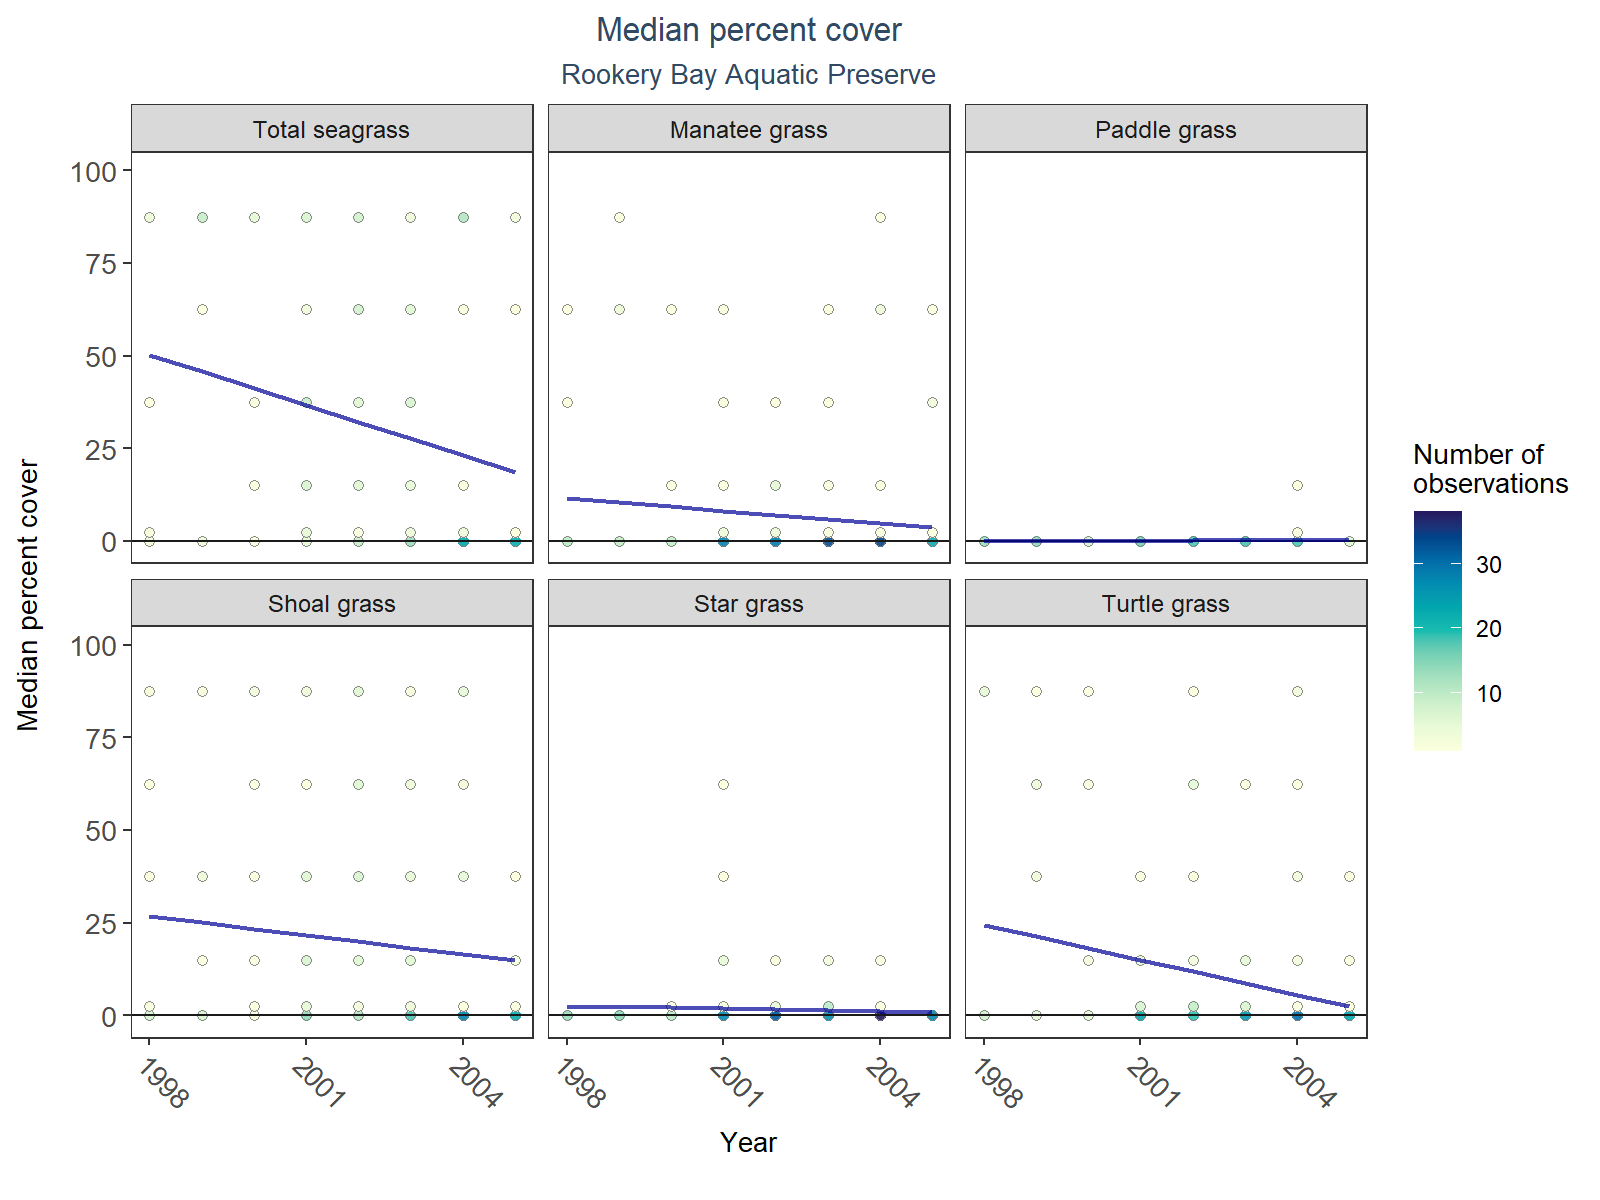 Median percent cover
Rookery Bay Aquatic Preserve
Total seagrass
Manatee grass
Paddle grass
100
75
50
25
0
Shoal grass
Star grass
Turtle grass
100
75
50
25
0
1998
2001
2004
1998
2001
2004
1998
2001
2004
Year
Median percent cover
Number of
observations
30
20
10